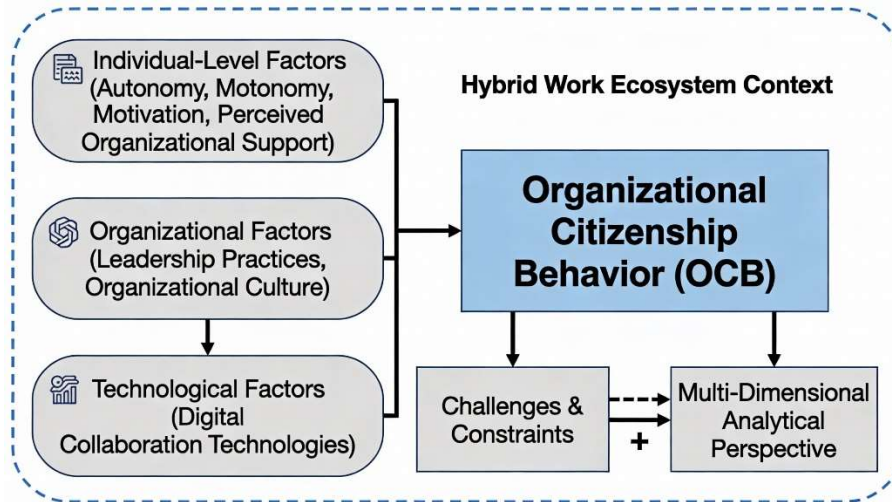 Individual-Level Factors
(Autonomy, Motonomy,
Motivation, Perceived
Organizational Support)
Organizational Factors
(Leadership Practices,
Organizational Culture)
Technological Factors
(Digital
Collaboration Technologies)
Hybrid Work Ecosystem Context
Organizational
Citizenship
Behavior (OCB)
Challenges &
Constraints
+
Multi-Dimensional
Analytical
Perspective